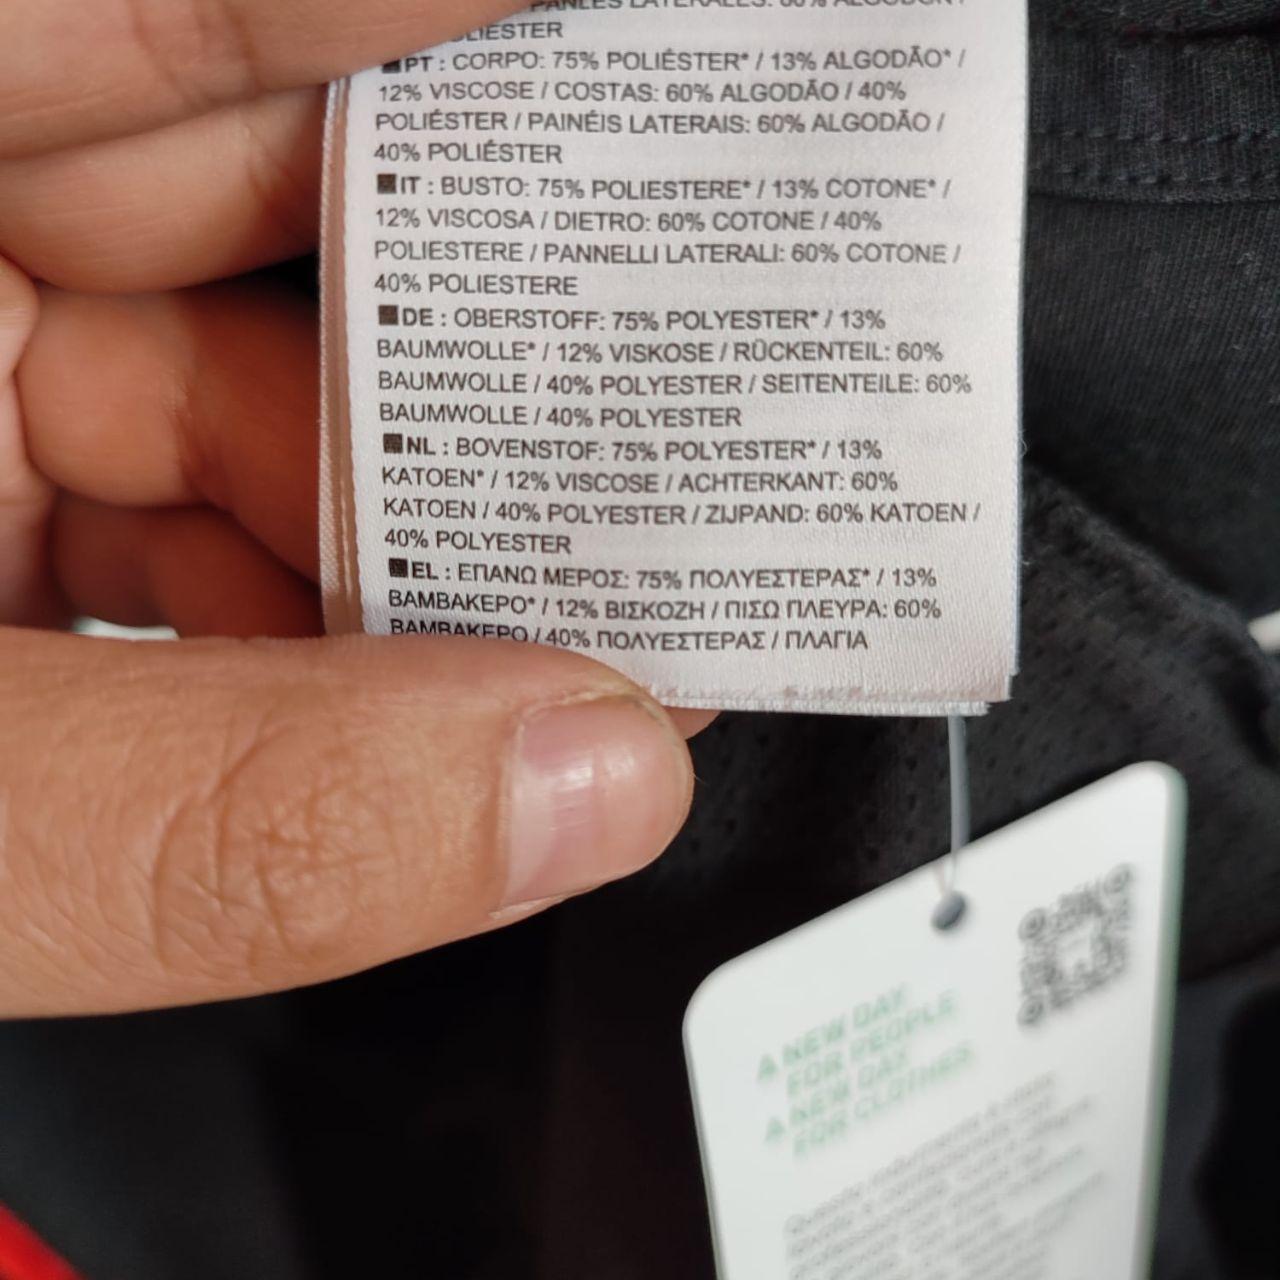 PANLES LATERALES: 60% ALGODÓN /
POLIESTER
PT : CORPO: 75% POLIÉSTER* / 13% ALGODÃO* /
12% VISCOSE / COSTAS: 60% ALGODÃO / 40%
POLIÉSTER / PAINÉIS LATERAIS: 60% ALGODÃO /
40% POLIÉSTER
IT : BUSTO: 75% POLIESTERE* / 13% COTONE* /
12% VISCOSA / DIETRO: 60% COTONE / 40%
POLIESTERE / PANNELLI LATERALI: 60% COTONE /
40% POLIESTERE
DE : OBERSTOFF: 75% POLYESTER* / 13%
BAUMWOLLE* / 12% VISKOSE / RÜCKENTEIL: 60%
BAUMWOLLE / 40% POLYESTER / SEITENTEILE: 60%
BAUMWOLLE / 40% POLYESTER
NL : BOVENSTOF: 75% POLYESTER* / 13%
KATOEN* / 12% VISCOSE / ACHTERKANT: 60%
KATOEN / 40% POLYESTER / ZIJPAND: 60% KATOEN /
40% POLYESTER
EL : ΕΠΑΝΩ ΜΕΡΟΣ: 75% ΠΟΛΥΕΣΤΕΡΑΣ* / 13%
ΒΑΜΒΑΚΕΡΟ* / 12% ΒΙΣΚΟΖΗ / ΠΙΣΩ ΠΛΕΥΡΑ: 60%
ΒΑΜΒΑΚΕΡΟ / 40% ΠΟΛΥΕΣΤΕΡΑΣ / ΠΛΑΓΙΑ
A NEW DAY
FOR PEOPLE
A NEW DAY
FOR CLOTHES